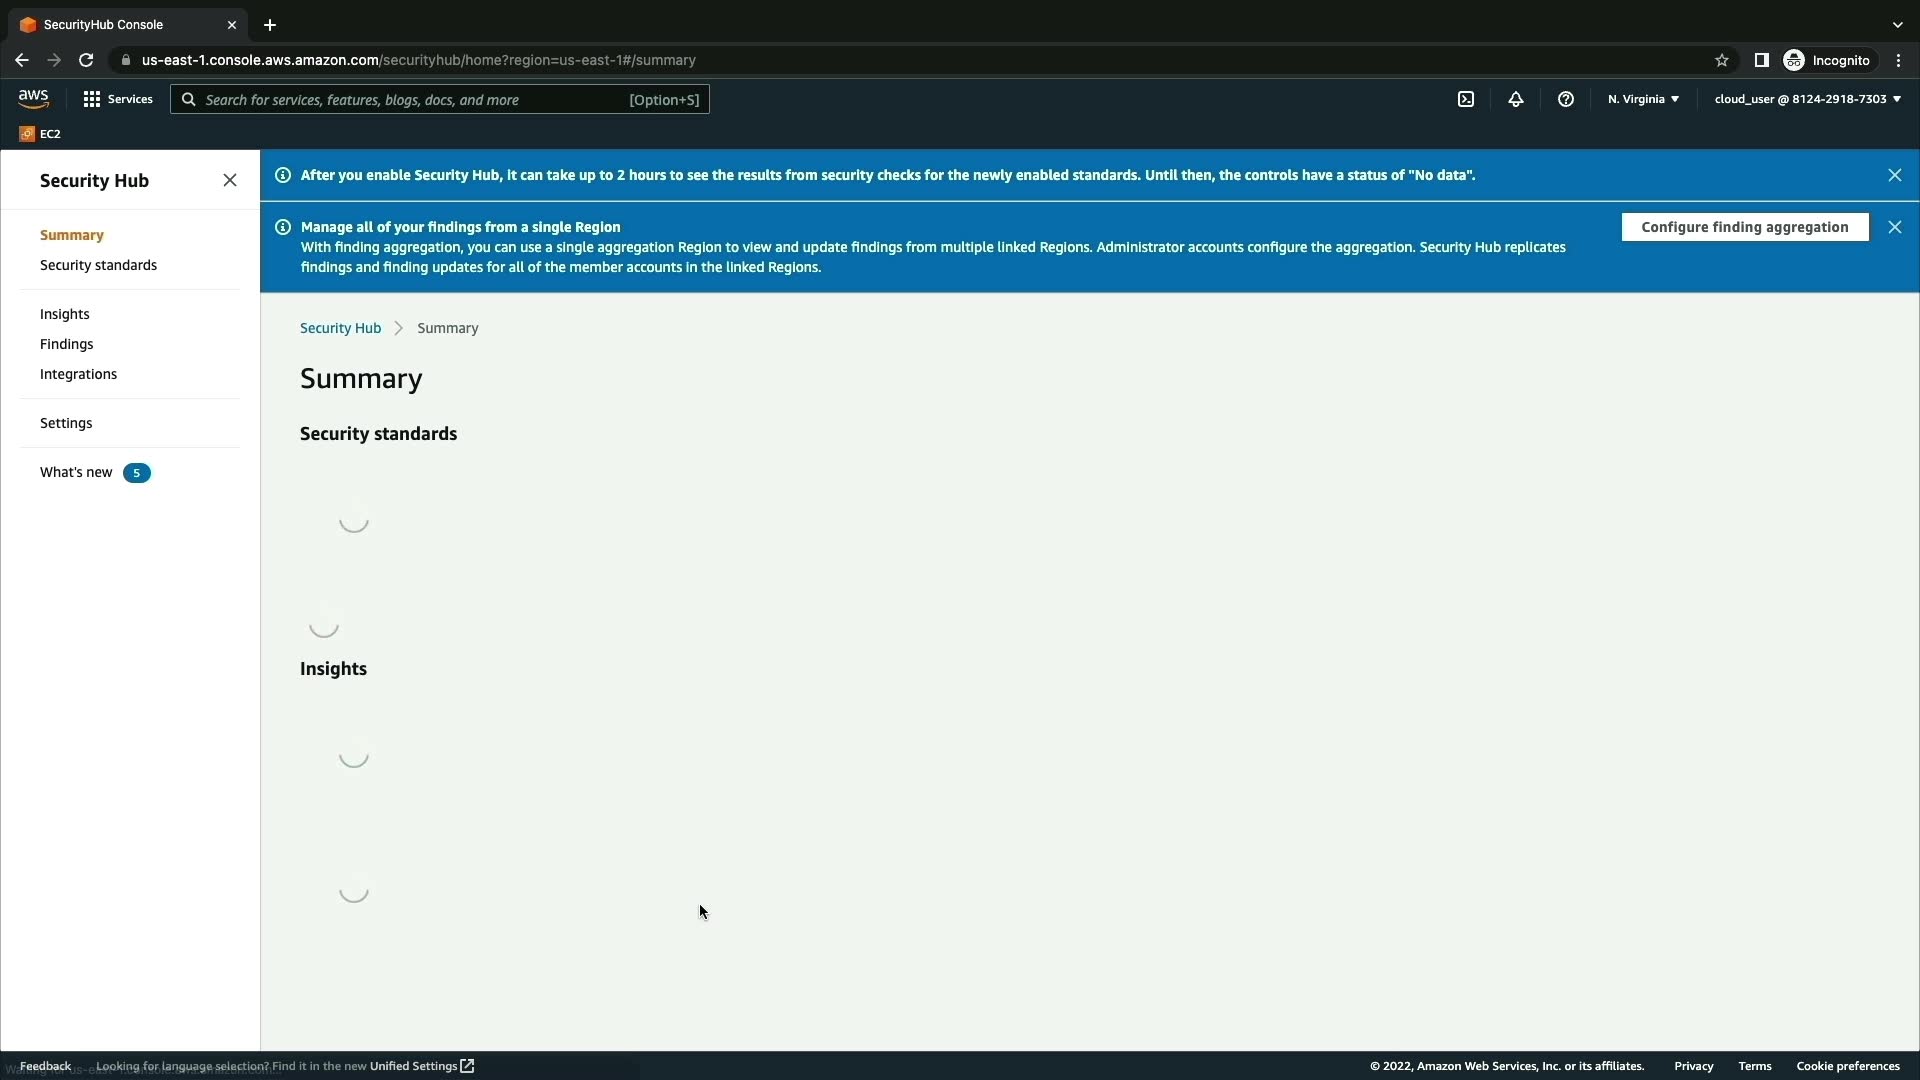 SecurityHub Console
us-east-1.console.aws.amazon.com/securityhub/home?region=us-east-1#/summary
Incognito
aws
Services
Search for services, features, blogs, docs, and more
[Option+S]
N. Virginia
cloud_user @ 8124-2918-7303
EC2
Security Hub
Summary
Security standards
Insights
Findings
Integrations
Settings
What's new 5
After you enable Security Hub, it can take up to 2 hours to see the results from security checks for the newly enabled standards. Until then, the controls have a status of "No data".
Manage all of your findings from a single Region
With finding aggregation, you can use a single aggregation Region to view and update findings from multiple linked Regions. Administrator accounts configure the aggregation. Security Hub replicates
findings and finding updates for all of the member accounts in the linked Regions.
Configure finding aggregation
Security Hub Summary
Summary
Security standards
Insights
Feedback
Looking for language selection? Find it in the new Unified Settings
© 2022, Amazon Web Services, Inc. or its affiliates.
Privacy
Terms
Cookie preferences